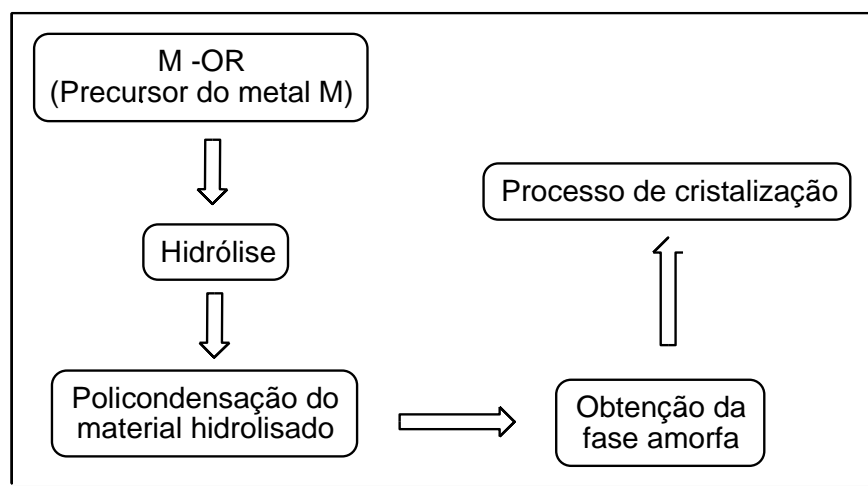 M -OR
(Precursor do metal M)
Hidrólise
Policondensação do
material hidrolisado
Obtenção da
fase amorfa
Processo de cristalização